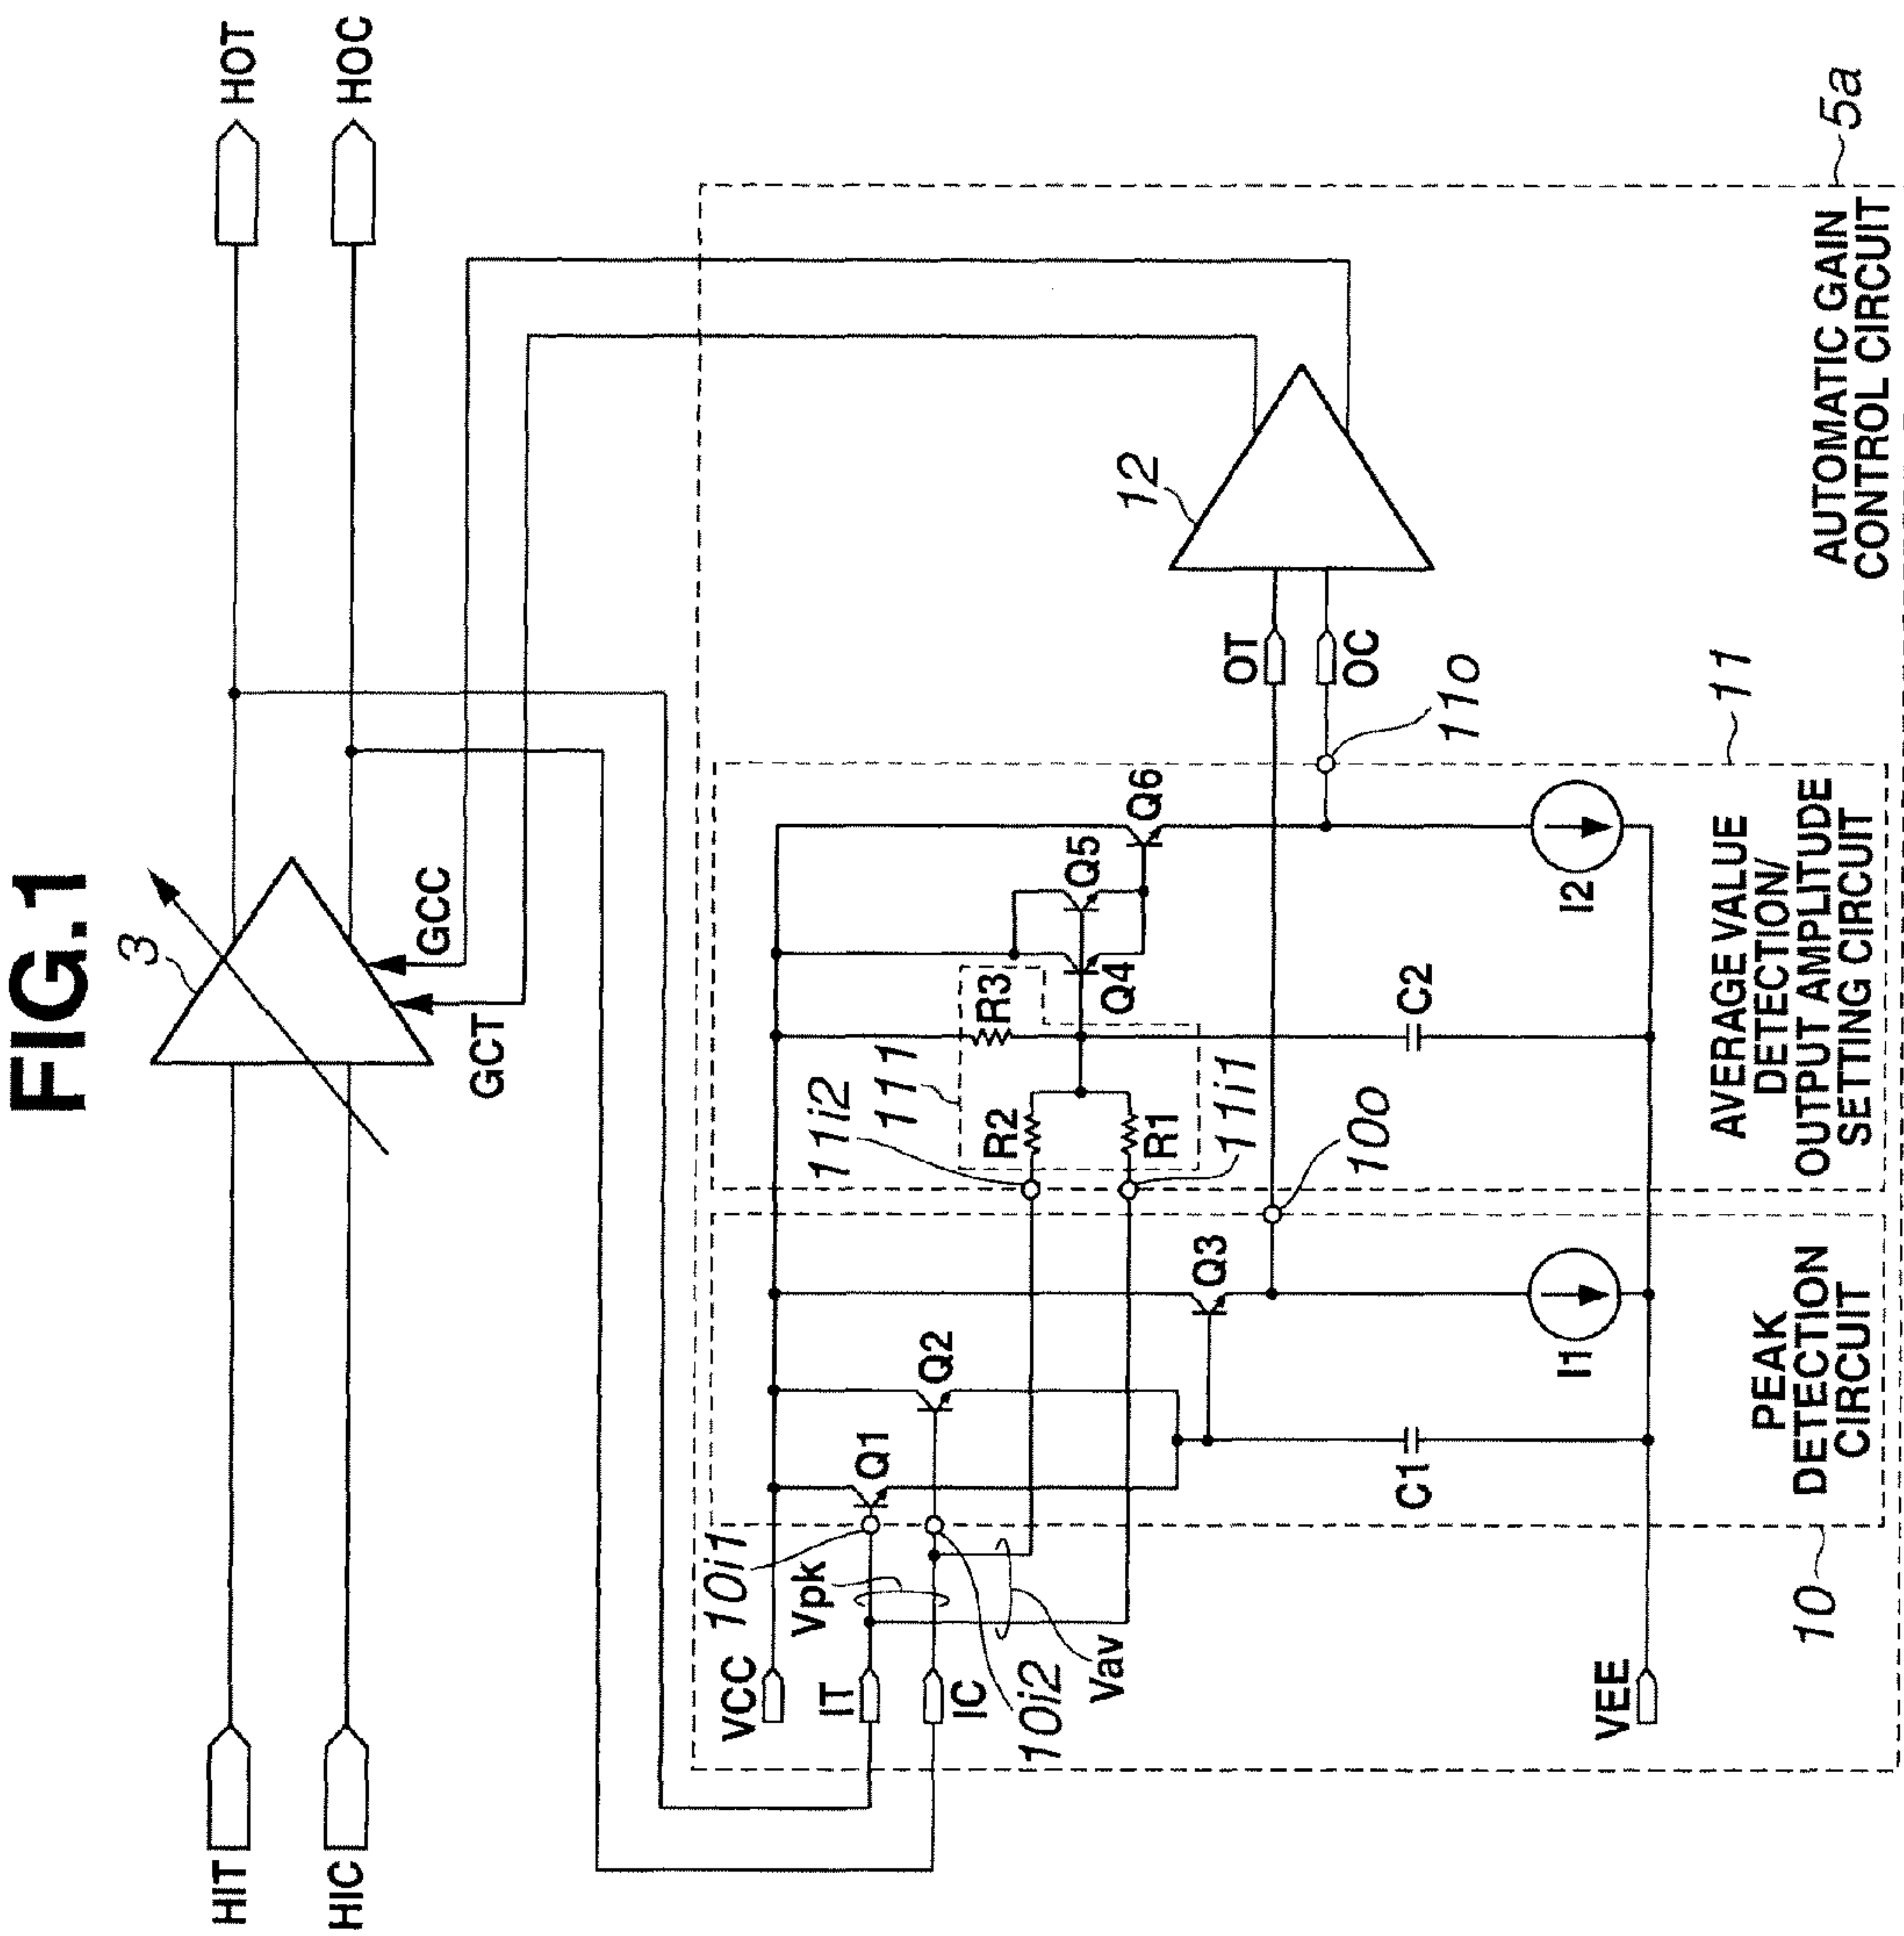 FIG.1
HIT
HIC
3
GCT
GCC
HOT
HOC
VCC
IT
IC
VEE
10i1
Vpk
10i2
Vav
Q1
Q2
Q3
C1
I1
10o
10
PEAK
DETECTION
CIRCUIT
11i2
111
11i1
R2
R1
R3
Q4
Q5
Q6
C2
I2
11o
11
AVERAGE VALUE
DETECTION/
OUTPUT AMPLITUDE
SETTING CIRCUIT
OT
OC
12
AUTOMATIC GAIN
CONTROL CIRCUIT
5a